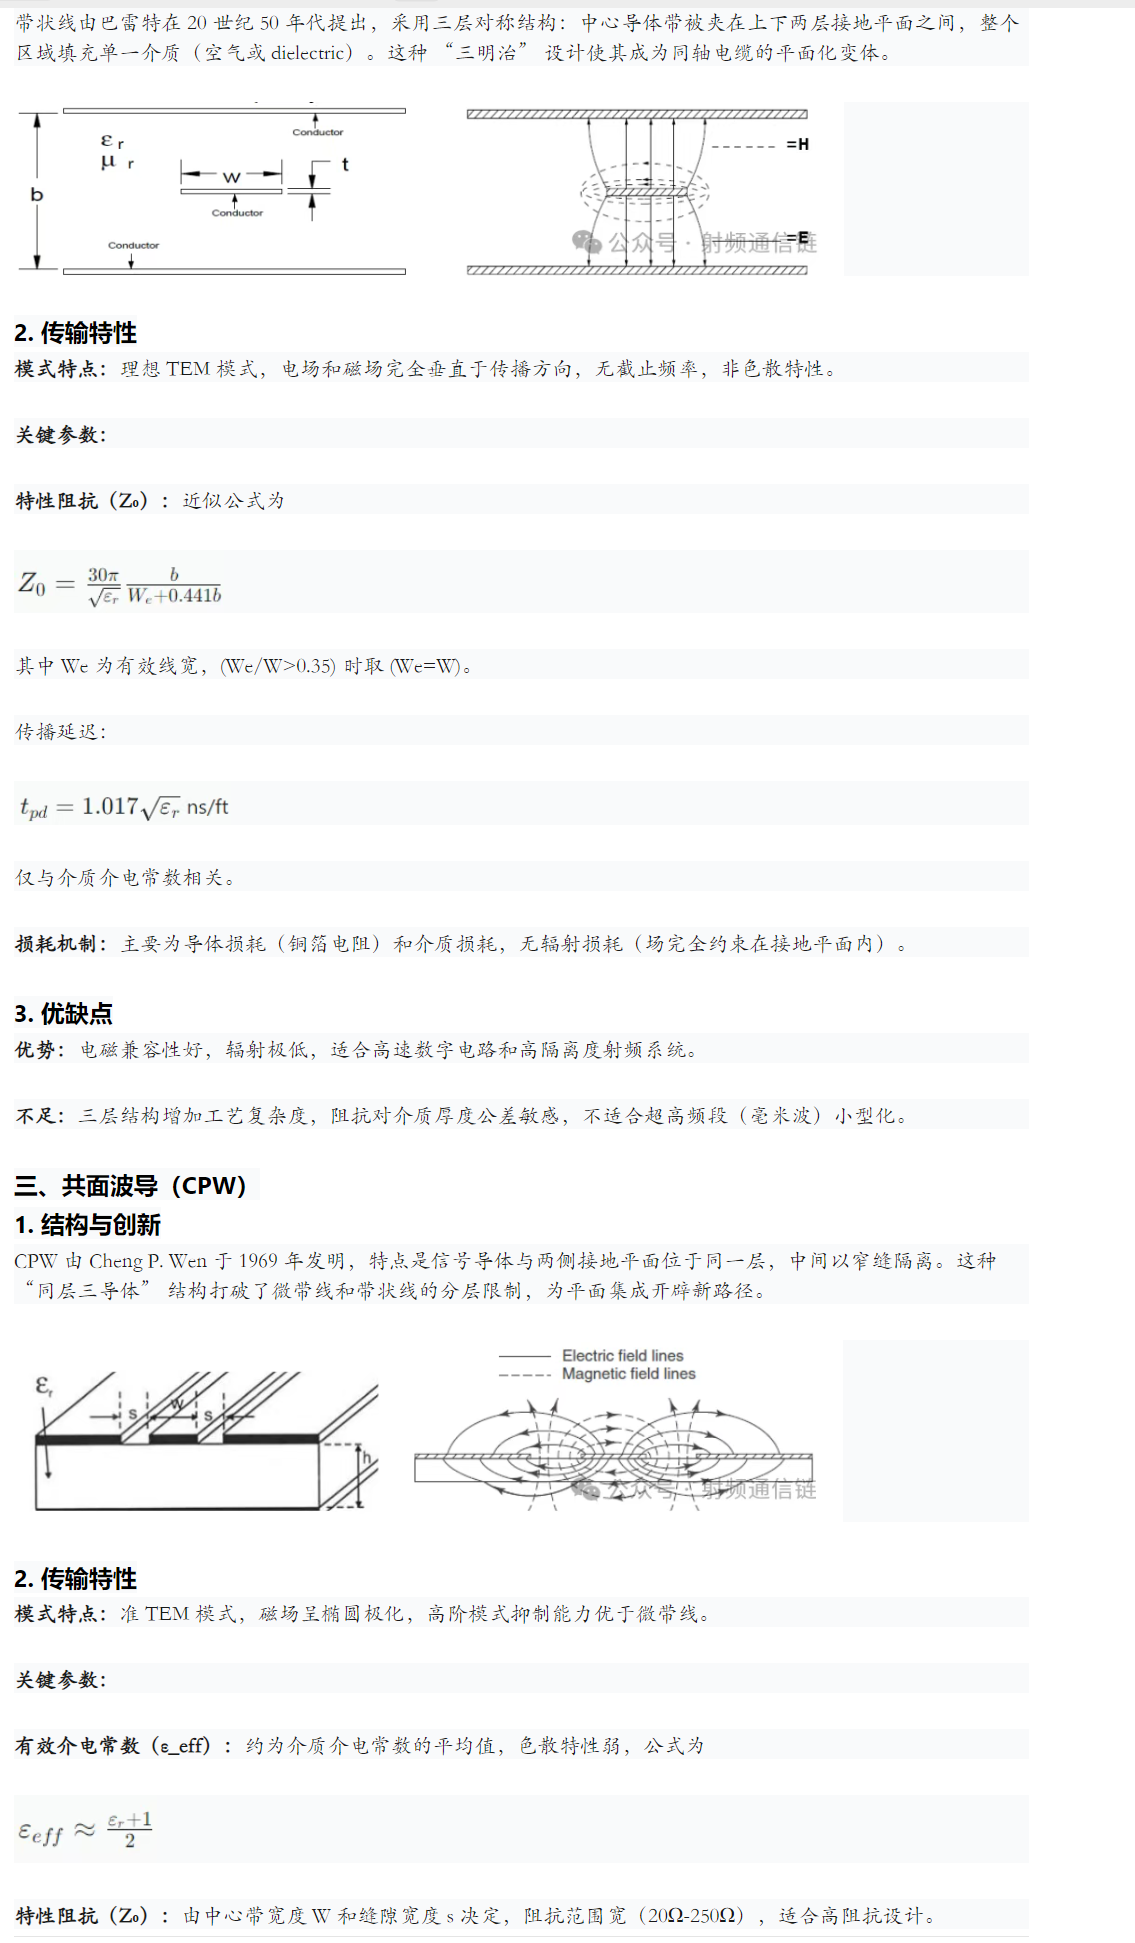 带状线由巴雷特在 20 世纪 50 年代提出，采用三层对称结构：中心导体带被夹在上下两层接地平面之间，整个
区域填充单一介质（空气或 dielectric）。这种 “三明治” 设计使其成为同轴电缆的平面化变体。
Conductor
εr
μr
b
W
t
Conductor
Conductor
=H
=E
公众号 · 射频通信链
2. 传输特性
模式特点：理想 TEM 模式，电场和磁场完全垂直于传播方向，无截止频率，非色散特性。
关键参数：
特性阻抗（Z₀）：近似公式为
Z₀ = 30π/√εr b/(We+0.441b)
其中 We 为有效线宽，(We/W>0.35) 时取 (We=W)。
传播延迟：
tpd = 1.017√εr ns/ft
仅与介质介电常数相关。
损耗机制：主要为导体损耗（铜箔电阻）和介质损耗，无辐射损耗（场完全约束在接地平面内）。
3. 优缺点
优势：电磁兼容性好，辐射极低，适合高速数字电路和高隔离度射频系统。
不足：三层结构增加工艺复杂度，阻抗对介质厚度公差敏感，不适合超高频段（毫米波）小型化。
三、共面波导（CPW）
1. 结构与创新
CPW 由 Cheng P. Wen 于 1969 年发明，特点是信号导体与两侧接地平面位于同一层，中间以窄缝隔离。这种
“同层三导体” 结构打破了微带线和带状线的分层限制，为平面集成开辟新路径。
εr
s
W
s
h
Electric field lines
Magnetic field lines
公众号 · 射频通信链
2. 传输特性
模式特点：准 TEM 模式，磁场呈椭圆极化，高阶模式抑制能力优于微带线。
关键参数：
有效介电常数（ε_eff）：约为介质介电常数的平均值，色散特性弱，公式为
εeff ≈ (εr+1)/2
特性阻抗（Z₀）：由中心带宽度 W 和缝隙宽度 s 决定，阻抗范围宽（20Ω-250Ω），适合高阻抗设计。